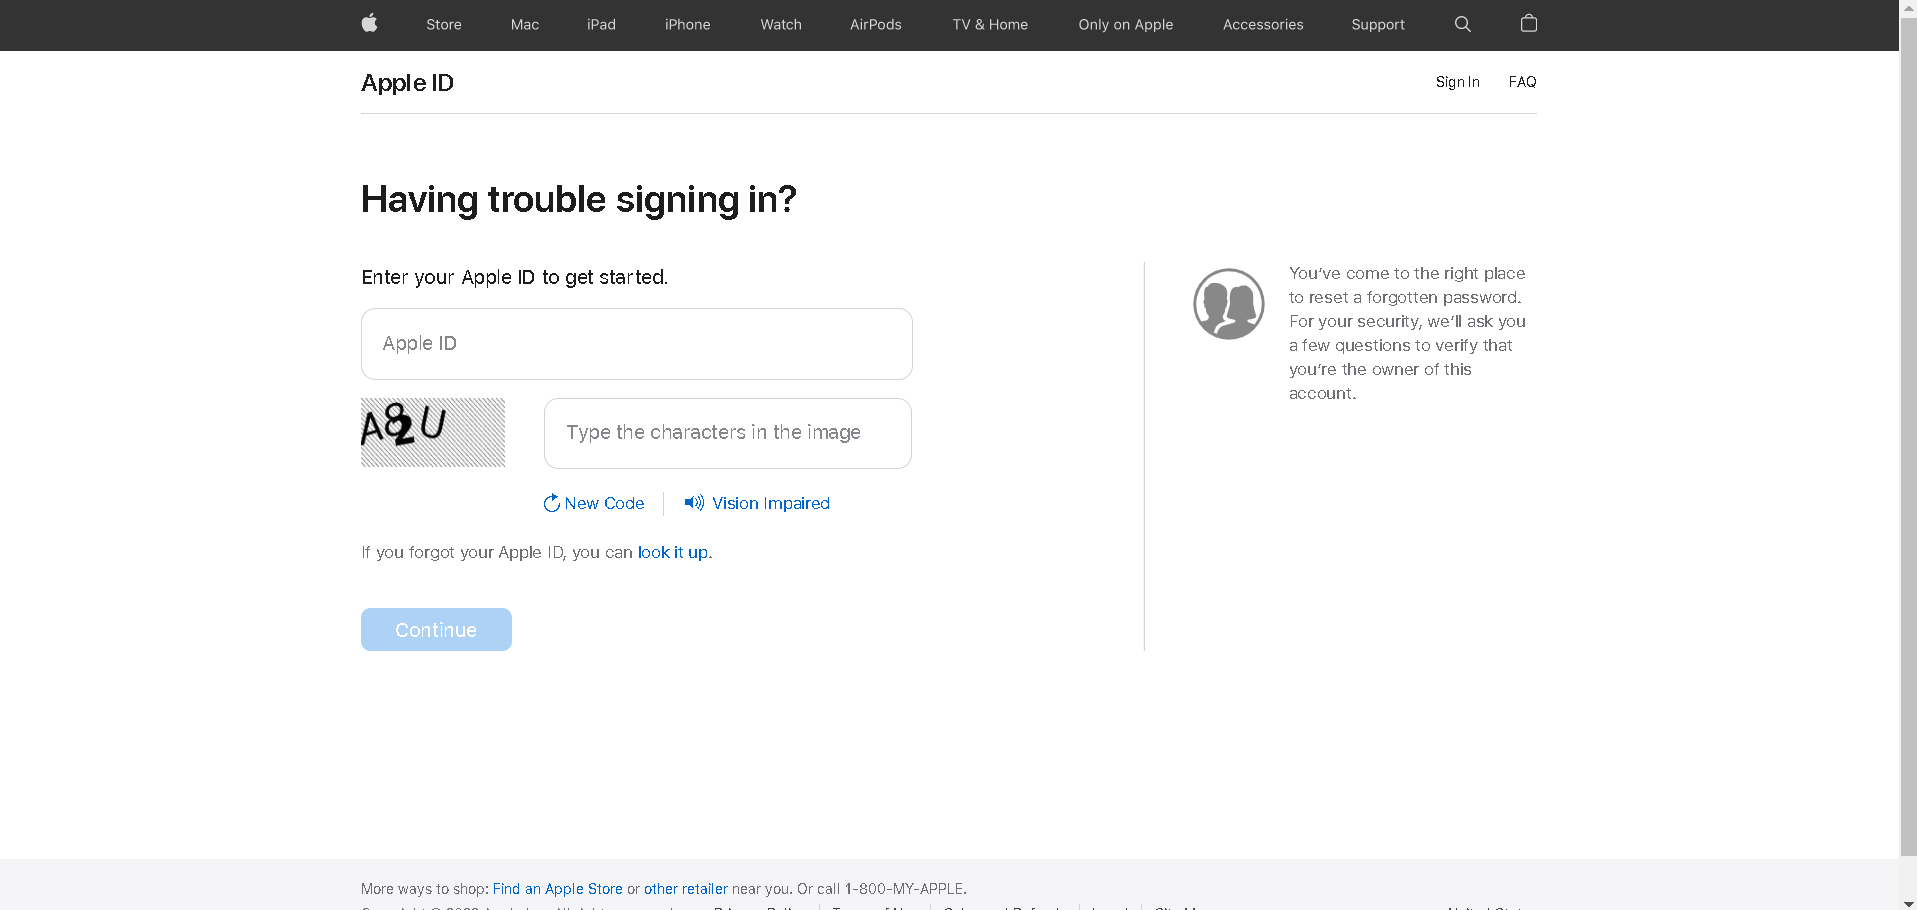 Store Mac iPad iPhone Watch AirPods TV & Home Only on Apple Accessories Support
Apple ID
Sign In FAQ
Having trouble signing in?
Enter your Apple ID to get started.
Apple ID
A82U
Type the characters in the image
New Code
Vision Impaired
If you forgot your Apple ID, you can look it up.
Continue
You’ve come to the right place
to reset a forgotten password.
For your security, we’ll ask you
a few questions to verify that
you’re the owner of this
account.
More ways to shop: Find an Apple Store or other retailer near you. Or call 1-800-MY-APPLE.